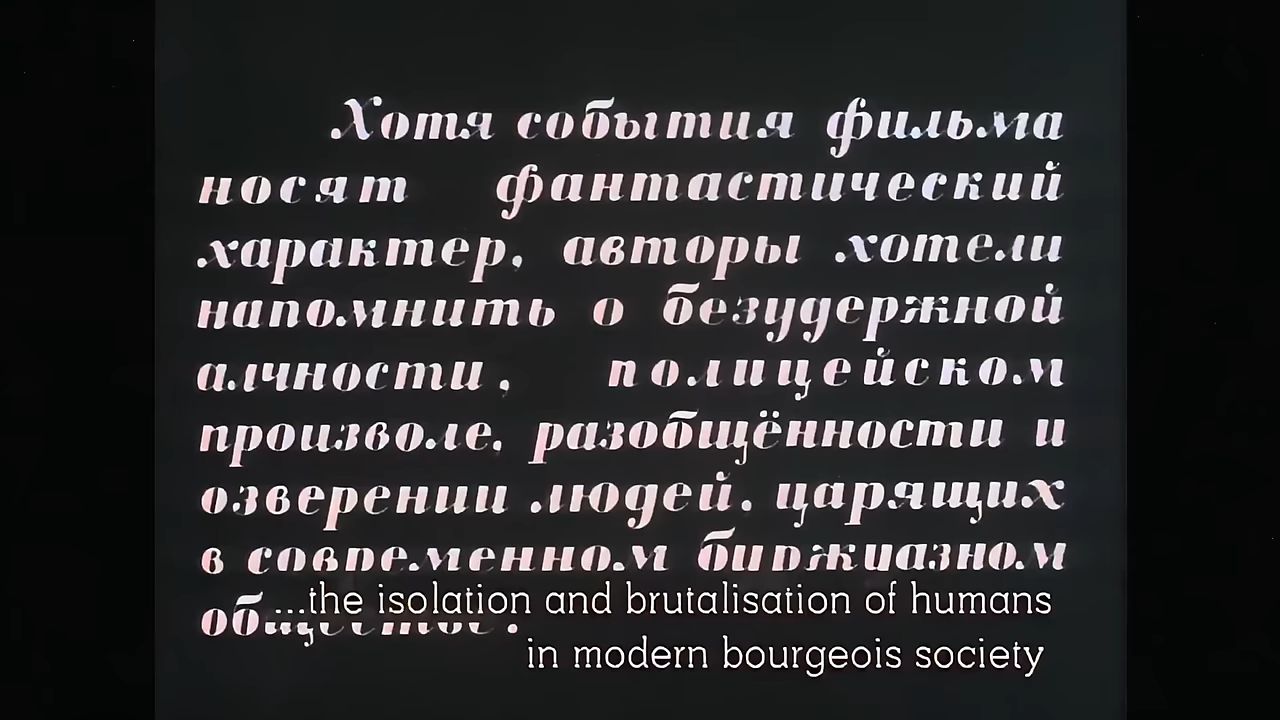 Хотя события фильма
носят фантастический
характер, авторы хотели
напомнить о безудержной
алчности, полицейском
произволе, разобщённости и
озверении людей, царящих
в современном буржуазном
обществе.
...the isolation and brutalisation of humans
in modern bourgeois society